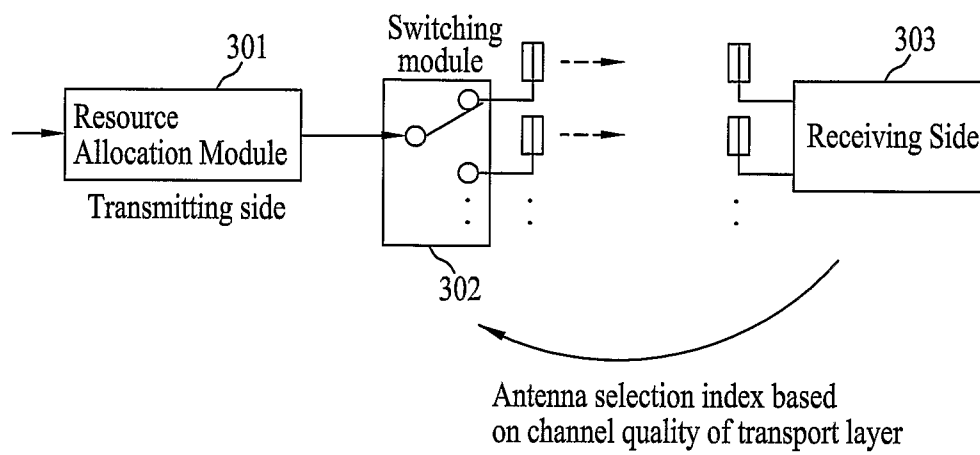 Switching
module
301
303
Resource
Allocation Module
Receiving Side
Transmitting side
302
Antenna selection index based
on channel quality of transport layer